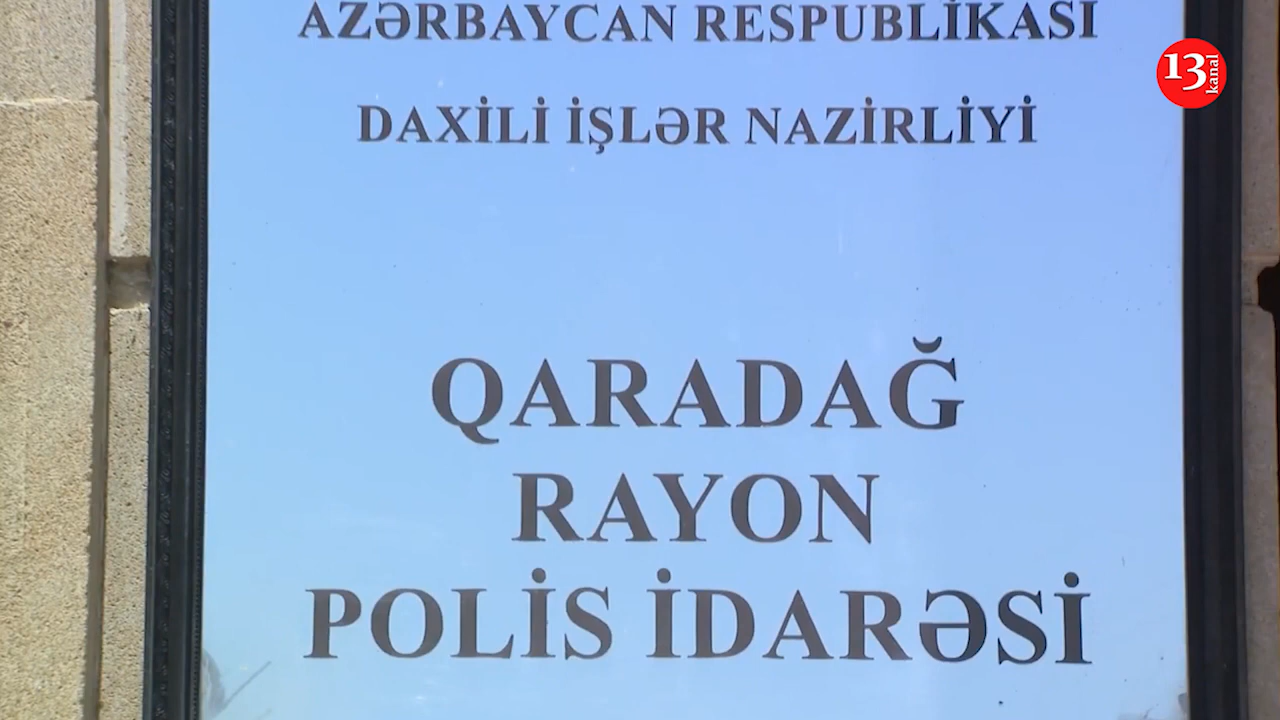 AZƏRBAYCAN RESPUBLİKASI
DAXİLİ İŞLƏR NAZİRLİYİ
QARADAĞ
RAYON
POLİS İDARƏSİ
13 kanal